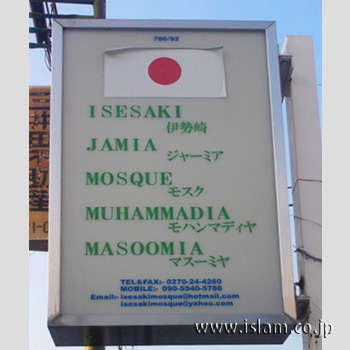 786/92
ISESAKI
伊勢崎
JAMIA
ジャーミア
MOSQUE
モスク
MUHAMMADIA
モハンマディヤ
MASOOMIA
マスーミヤ
TEL&FAX:- 0270-24-4260
MOBILE:- 090-5540-5786
Email:- isesakimosque@hotmail.com
isesakimosque@yahoo.com
www.islam.co.jp